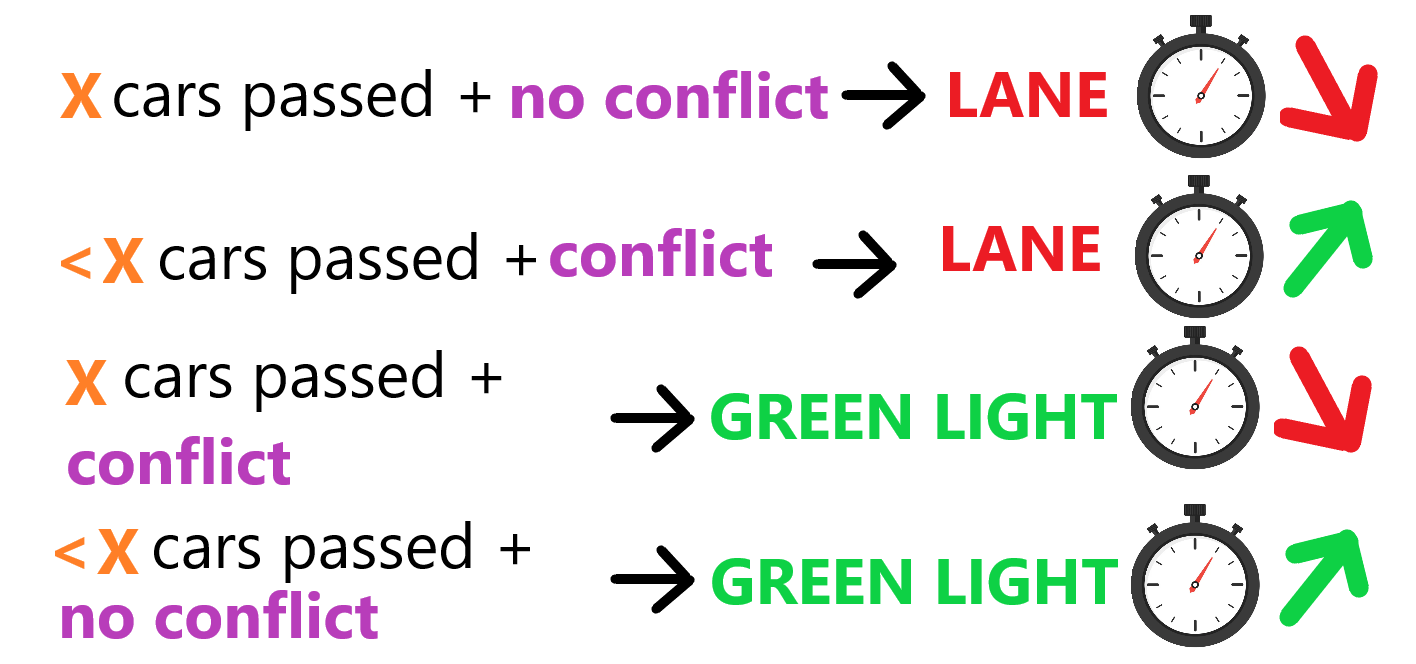 X cars passed + no conflict → LANE
< X cars passed + conflict → LANE
X cars passed +
conflict → GREEN LIGHT
< X cars passed +
no conflict → GREEN LIGHT